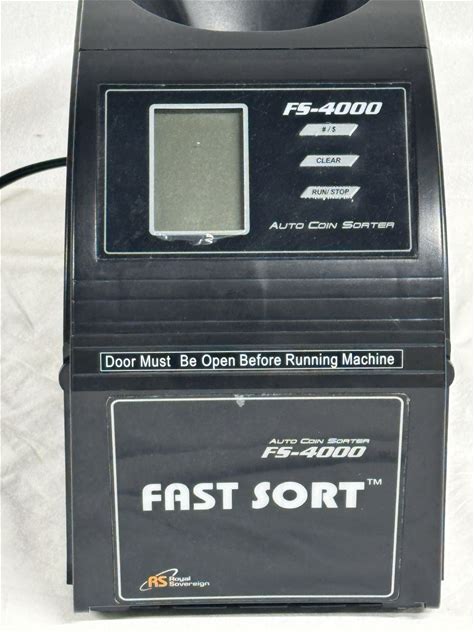 FS-4000
#/$
CLEAR
RUN/STOP
AUTO COIN SORTER
Door Must Be Open Before Running Machine
AUTO COIN SORTER
FS-4000
FAST SORT™
RS Royal
Sovereign